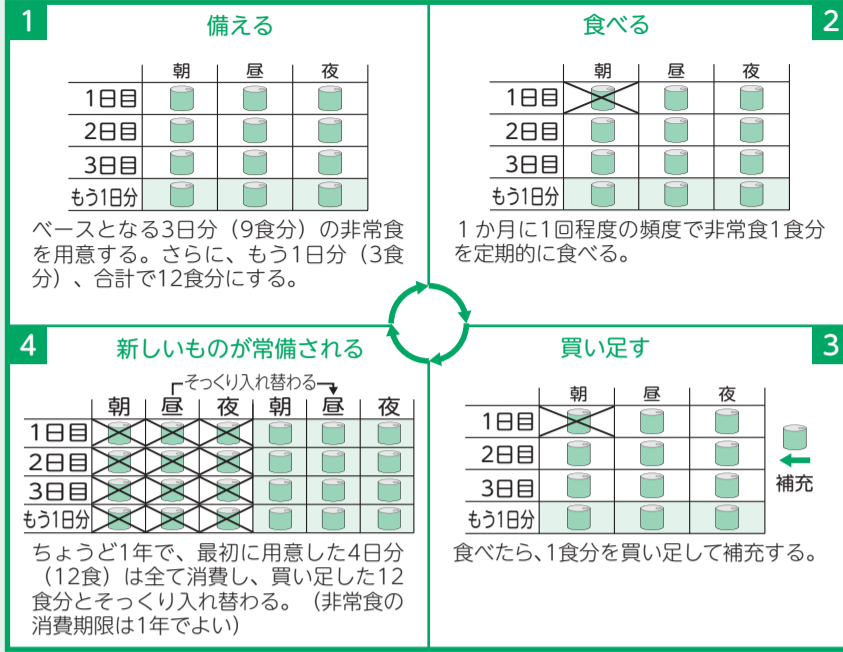 1
備える
朝 昼 夜
1日目
2日目
3日目
もう1日分
ベースとなる3日分（9食分）の非常食
を用意する。さらに、もう1日分（3食
分）、合計で12食分にする。
2
食べる
朝 昼 夜
1日目
2日目
3日目
もう1日分
1か月に1回程度の頻度で非常食1食分
を定期的に食べる。
3
買い足す
朝 昼 夜
1日目
2日目
3日目
もう1日分
補充
食べたら、1食分を買い足して補充する。
4
新しいものが常備される
そっくり入れ替わる
朝 昼 夜 朝 昼 夜
1日目
2日目
3日目
もう1日分
ちょうど1年で、最初に用意した4日分
（12食）は全て消費し、買い足した12
食分とそっくり入れ替わる。（非常食の
消費期限は1年でよい）